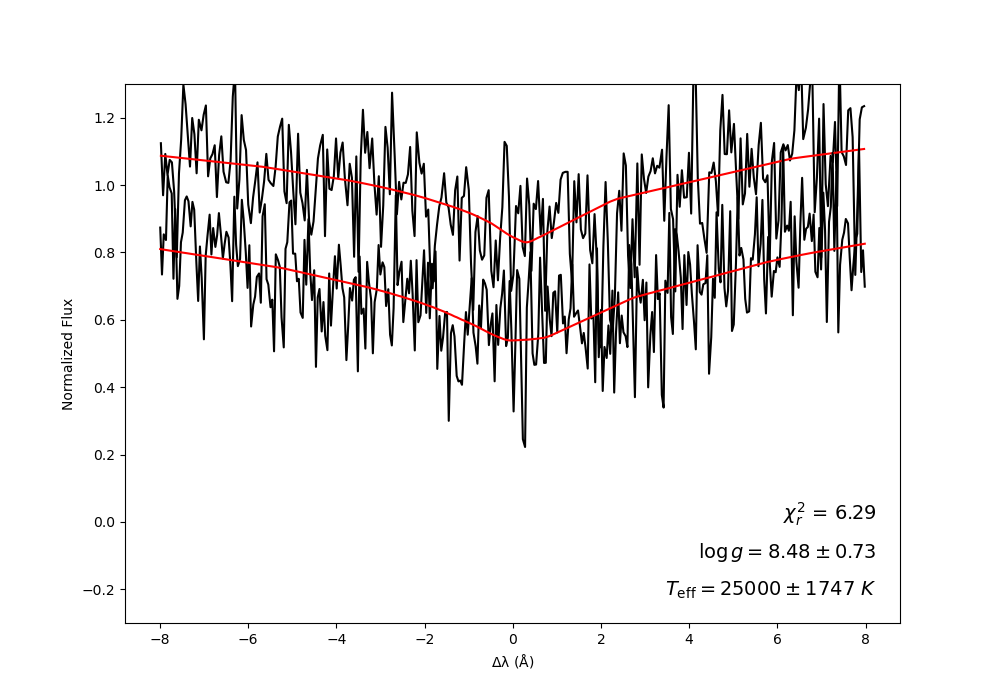 1.2
1.0
0.8
0.6
0.4
0.2
0.0
−0.2
Normalized Flux
−8 −6 −4 −2 0 2 4 6 8
Δλ (Å)
χ²ᵣ = 6.29
log g = 8.48 ± 0.73
T_eff = 25000 ± 1747 K